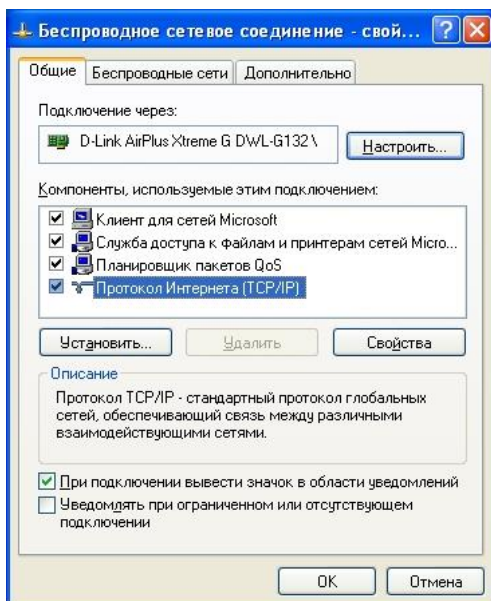 Беспроводное сетевое соединение - свой...
Общие Беспроводные сети Дополнительно
Подключение через:
D-Link AirPlus Xtreme G DWL-G132\
Настроить...
Компоненты, используемые этим подключением:
Клиент для сетей Microsoft
Служба доступа к файлам и принтерам сетей Micro...
Планировщик пакетов QoS
Протокол Интернета (TCP/IP)
Установить... Удалить Свойства
Описание
Протокол TCP/IP - стандартный протокол глобальных
сетей, обеспечивающий связь между различными
взаимодействующими сетями.
При подключении вывести значок в области уведомлений
Уведомлять при ограниченном или отсутствующем
подключении
OK Отмена